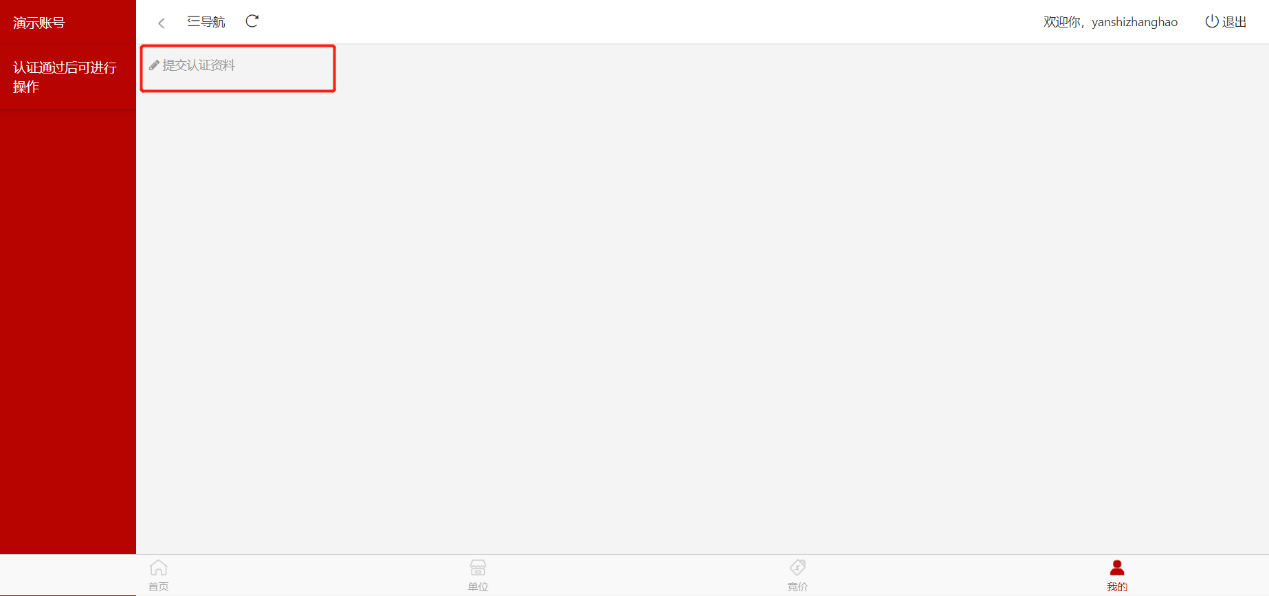 演示账号
三导航
欢迎你，yanshizhanghao
退出
认证通过后可进行
操作
提交认证资料
首页
单位
竞价
我的